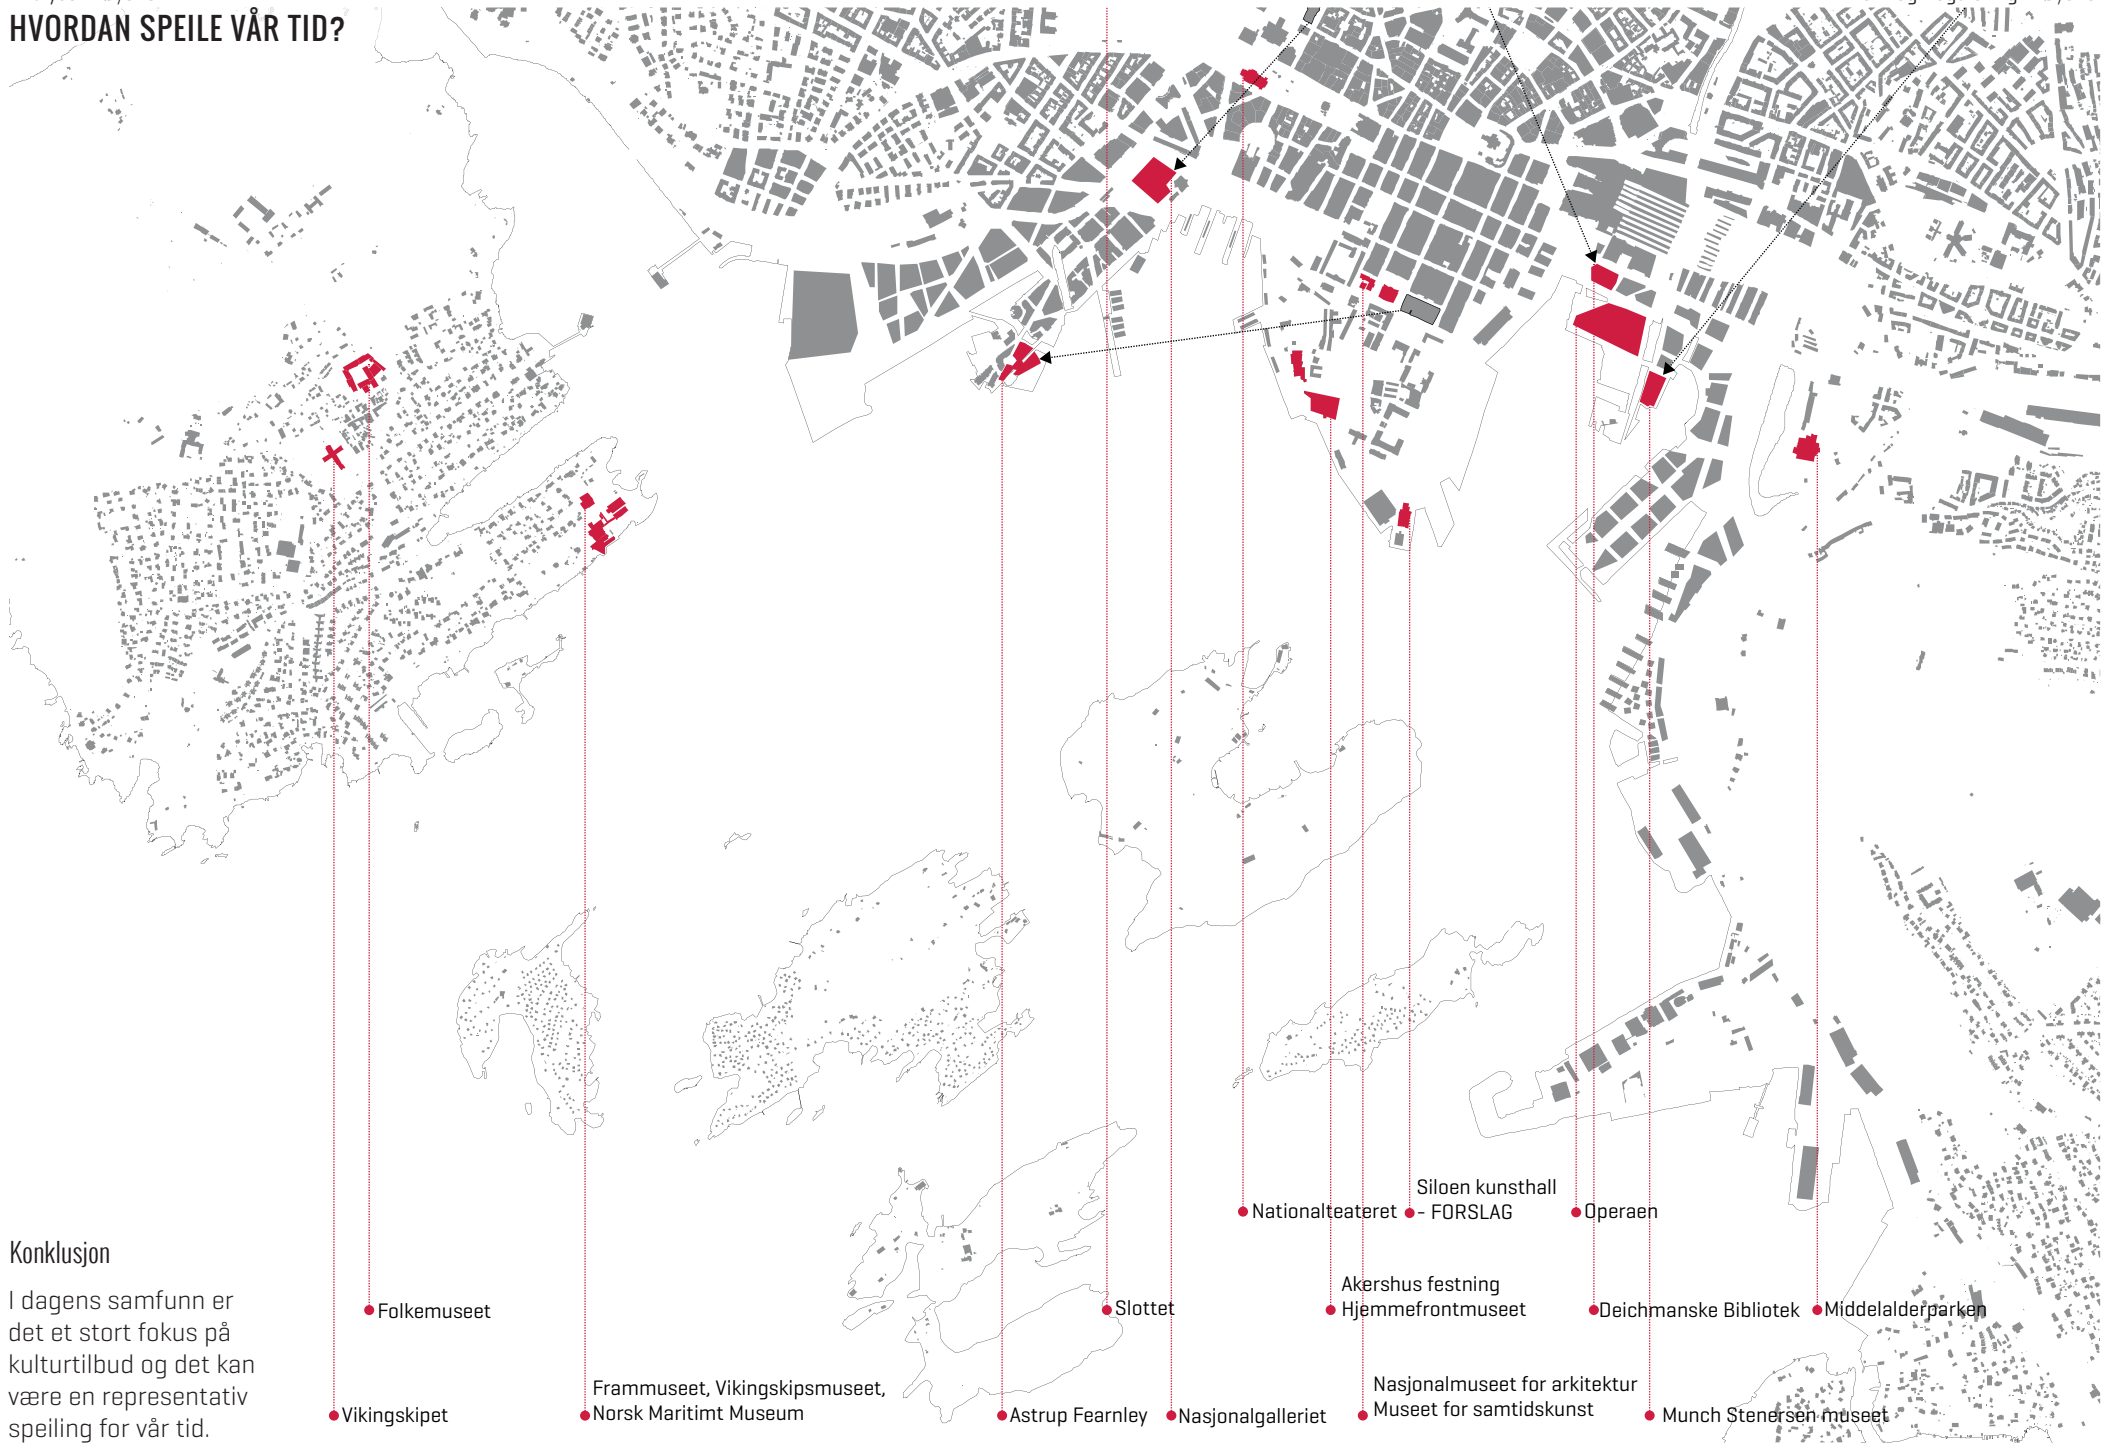 HVORDAN SPEILE VÅR TID?
Nationalteateret
Siloen kunsthall
- FORSLAG
Operaen
Konklusjon
I dagens samfunn er
det et stort fokus på
kulturtilbud og det kan
være en representativ
speiling for vår tid.
Folkemuseet
Slottet
Akershus festning
Hjemmefrontmuseet
Deichmanske Bibliotek
Middelalderparken
Vikingskipet
Frammuseet, Vikingskipsmuseet,
Norsk Maritimt Museum
Astrup Fearnley
Nasjonalgalleriet
Nasjonalmuseet for arkitektur
Museet for samtidskunst
Munch Stenersen museet